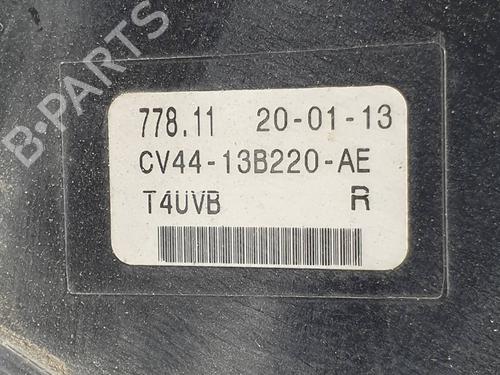 B-PARTS
778.11 20-01-13
CV44-13B220-AE
T4UVB R